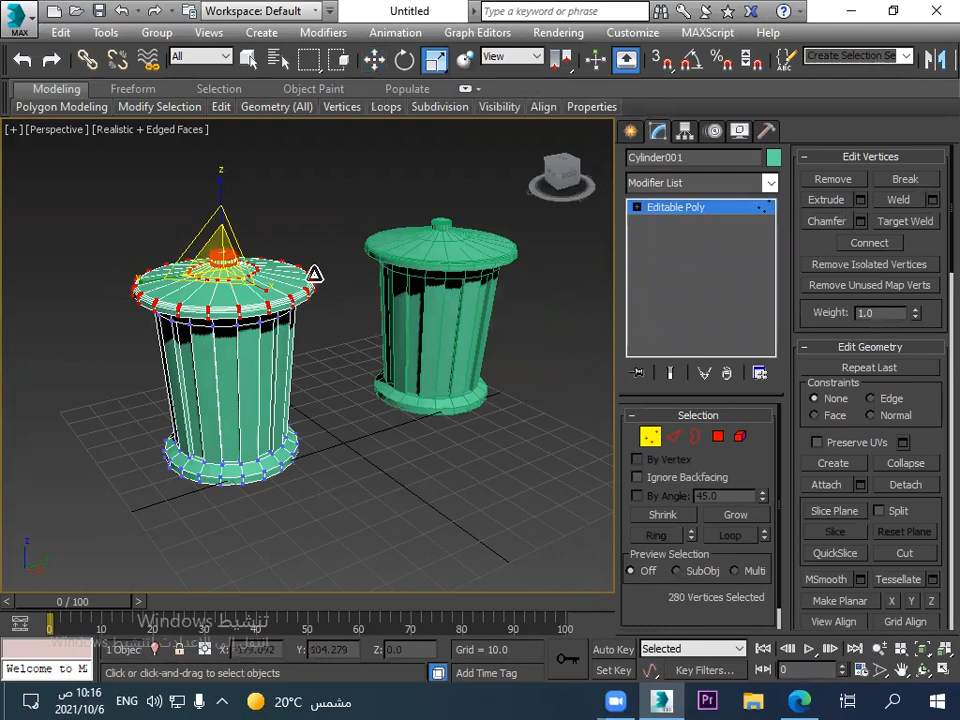 MAX
Workspace: Default
Untitled
Type a keyword or phrase
Edit Tools Group Views Create Modifiers Animation Graph Editors Rendering Customize MAXScript Help
All
View
Create Selection Se
Modeling Freeform Selection Object Paint Populate
Polygon Modeling Modify Selection Edit Geometry (All) Vertices Loops Subdivision Visibility Align Properties
[+] [Perspective] [Realistic + Edged Faces]
z
Cylinder001
Modifier List
Editable Poly
Selection
By Vertex
Ignore Backfacing
By Angle: 45.0
Shrink Grow
Ring Loop
Preview Selection
Off SubObj Multi
280 Vertices Selected
Edit Vertices
Remove Break
Extrude Weld
Chamfer Target Weld
Connect
Remove Isolated Vertices
Remove Unused Map Verts
Weight: 1.0
Edit Geometry
Repeat Last
Constraints
None Edge
Face Normal
Preserve UVs
Create Collapse
Attach Detach
Slice Plane Split
Slice Reset Plane
QuickSlice Cut
MSmooth Tessellate
Make Planar X Y Z
View Align Grid Align
z
0 / 100
تنشيط Windows
0 10 20 30 40 50 60 70 80 90 100
انتقل إلى الإعدادات لتنشيط Windows.
1 Object Y: 104.279 Z: 0.0 Grid = 10.0
Auto Key Selected
Welcome to M
Click or click-and-drag to select objects
Add Time Tag
Set Key Key Filters... 0
10:16 ص
2021/10/6
ENG
20°C مشمس
Pr
MAX